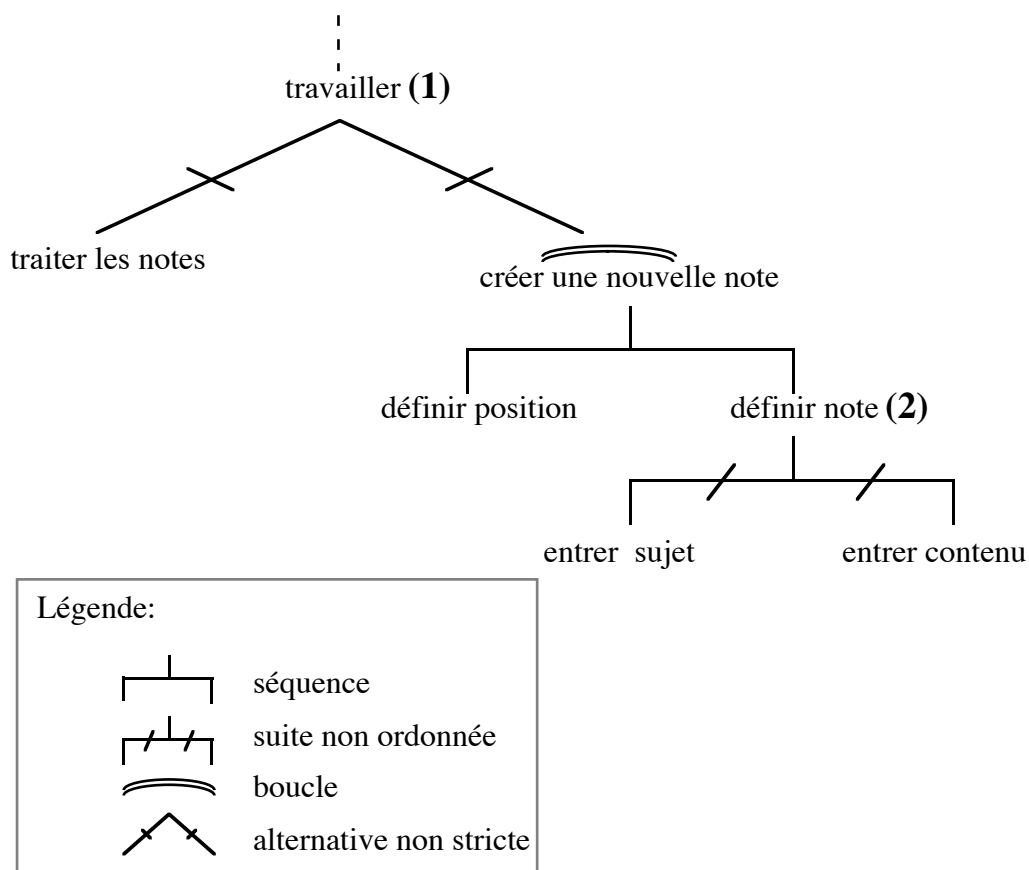 travailler (1)
traiter les notes
créer une nouvelle note
définir position
définir note (2)
entrer sujet
entrer contenu
Légende:
séquence
suite non ordonnée
boucle
alternative non stricte